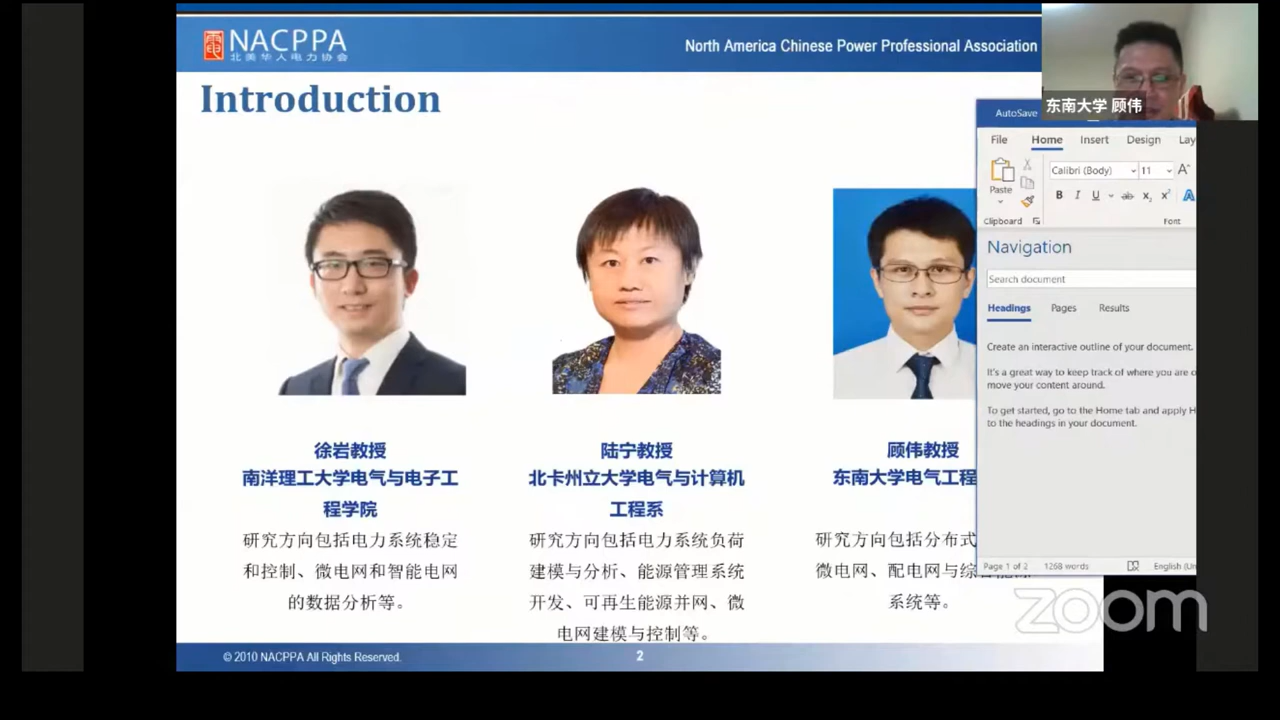 電 NACPPA
北美华人电力协会
North America Chinese Power Professional Association
东南大学 顾伟
Introduction
徐岩教授
南洋理工大学电气与电子工
程学院
研究方向包括电力系统稳定
和控制、微电网和智能电网
的数据分析等。
陆宁教授
北卡州立大学电气与计算机
工程系
研究方向包括电力系统负荷
建模与分析、能源管理系统
开发、可再生能源并网、微
电网建模与控制等。
顾伟教授
东南大学电气工程
研究方向包括分布式
微电网、配电网与综合能源
系统等。
AutoSave
File Home Insert Design Lay
Paste
Calibri (Body) 11 A
B I U ab x2 x2 A
Clipboard Font
Navigation
Search document
Headings Pages Results
Create an interactive outline of your document.
It's a great way to keep track of where you are o
move your content around.
To get started, go to the Home tab and apply H
to the headings in your document.
Page 1 of 2 1268 words English (Un
zoom
© 2010 NACPPA All Rights Reserved.
2